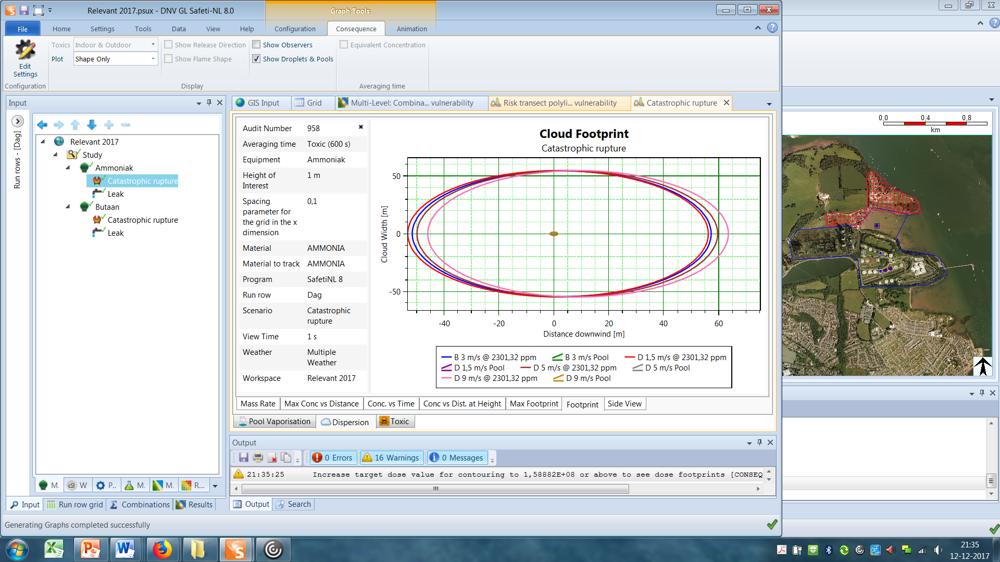 Relevant 2017.psux - DNV GL Safeti-NL 8.0
Graph Tools
File
Home
Settings
Tools
Data
View
Help
Configuration
Consequence
Animation
Edit
Settings
Configuration
Toxics
Indoor & Outdoor
Plot
Shape Only
Show Release Direction
Show Flame Shape
Show Observers
Show Droplets & Pools
Display
Equivalent Concentration
Averaging time
Input
Run rows - [Dag]
Relevant 2017
Study
Ammoniak
Catastrophic rupture
Leak
Butaan
Catastrophic rupture
Leak
M.
W
P..
M.
M.
R...
Input
Run row grid
Combinations
Results
GIS Input
Grid
Multi-Level: Combina... vulnerability
Risk transect polyli... vulnerability
Catastrophic rupture
Audit Number 958
Averaging time Toxic (600 s)
Equipment Ammoniak
Height of Interest 1 m
Spacing parameter for the grid in the x dimension 0,1
Material AMMONIA
Material to track AMMONIA
Program SafetiNL 8
Run row Dag
Scenario Catastrophic rupture
View Time 1 s
Weather Multiple Weather
Workspace Relevant 2017
Cloud Footprint
Catastrophic rupture
Cloud Width [m]
50
0
-50
-40 -20 0 20 40 60
Distance downwind [m]
B 3 m/s @ 2301,32 ppm
B 3 m/s Pool
D 1,5 m/s @ 2301,32 ppm
D 1,5 m/s Pool
D 5 m/s @ 2301,32 ppm
D 5 m/s Pool
D 9 m/s @ 2301,32 ppm
D 9 m/s Pool
Mass Rate
Max Conc vs Distance
Conc. vs Time
Conc vs Dist. at Height
Max Footprint
Footprint
Side View
Pool Vaporisation
Dispersion
Toxic
Output
0 Errors
16 Warnings
0 Messages
21:35:25 Increase target dose value for contouring to 1,58882E+08 or above to see dose footprints [CONSEQ
Output
Search
Generating Graphs completed successfully
0,0 0,4 0,8
km
21:35
12-12-2017